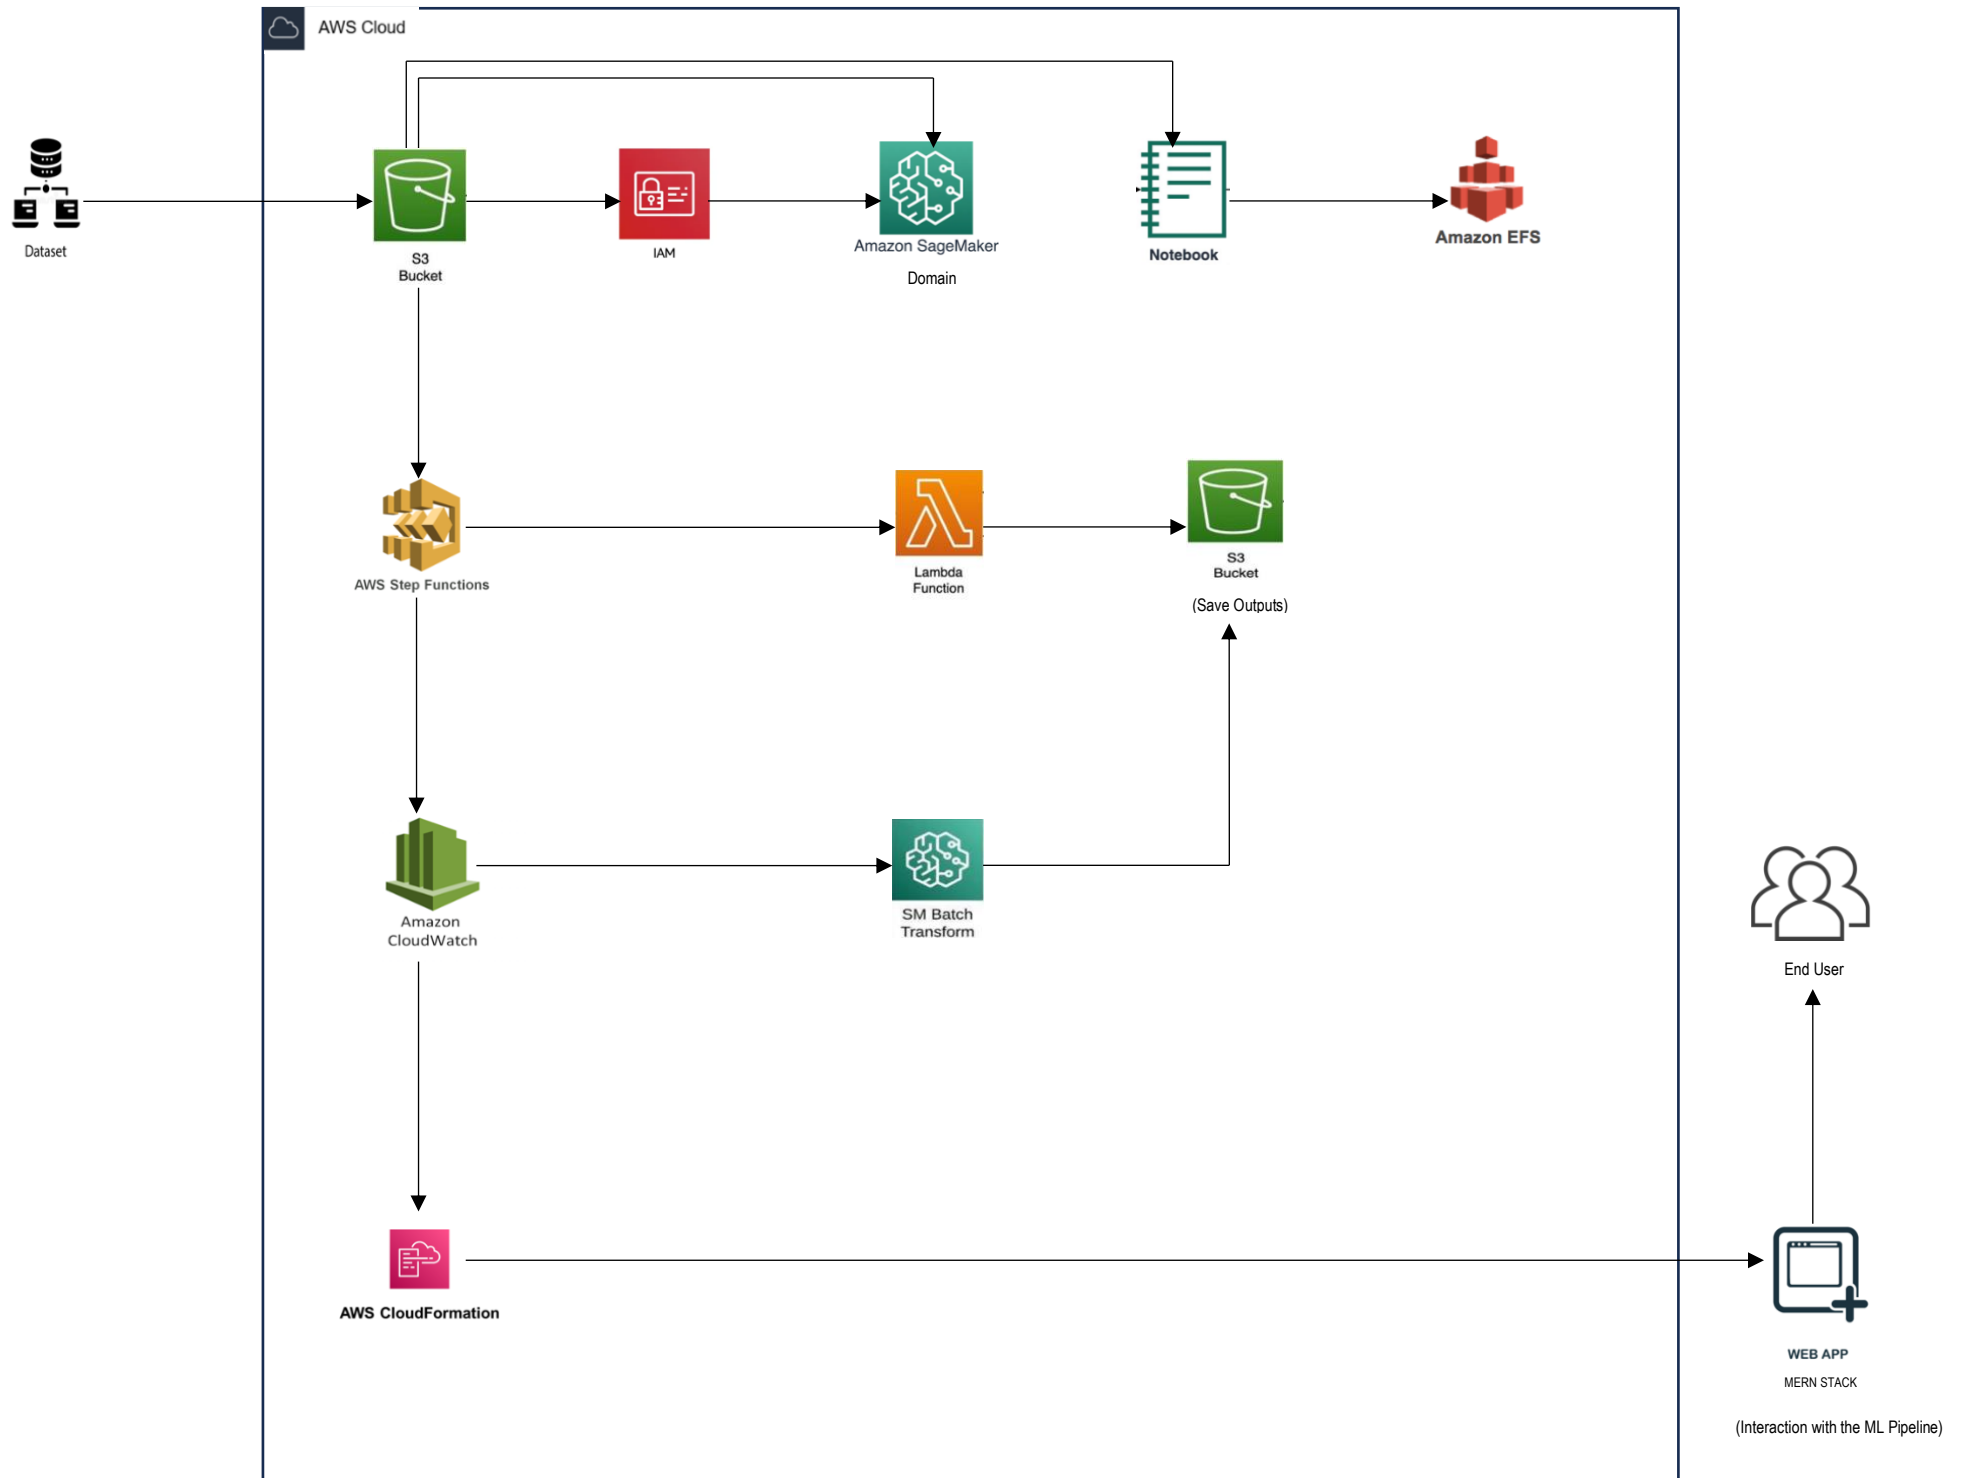 AWS Cloud
Dataset
S3
Bucket
IAM
Amazon SageMaker
Domain
Notebook
Amazon EFS
AWS Step Functions
Lambda
Function
S3
Bucket
(Save Outputs)
Amazon
CloudWatch
SM Batch
Transform
End User
AWS CloudFormation
WEB APP
MERN STACK
(Interaction with the ML Pipeline)